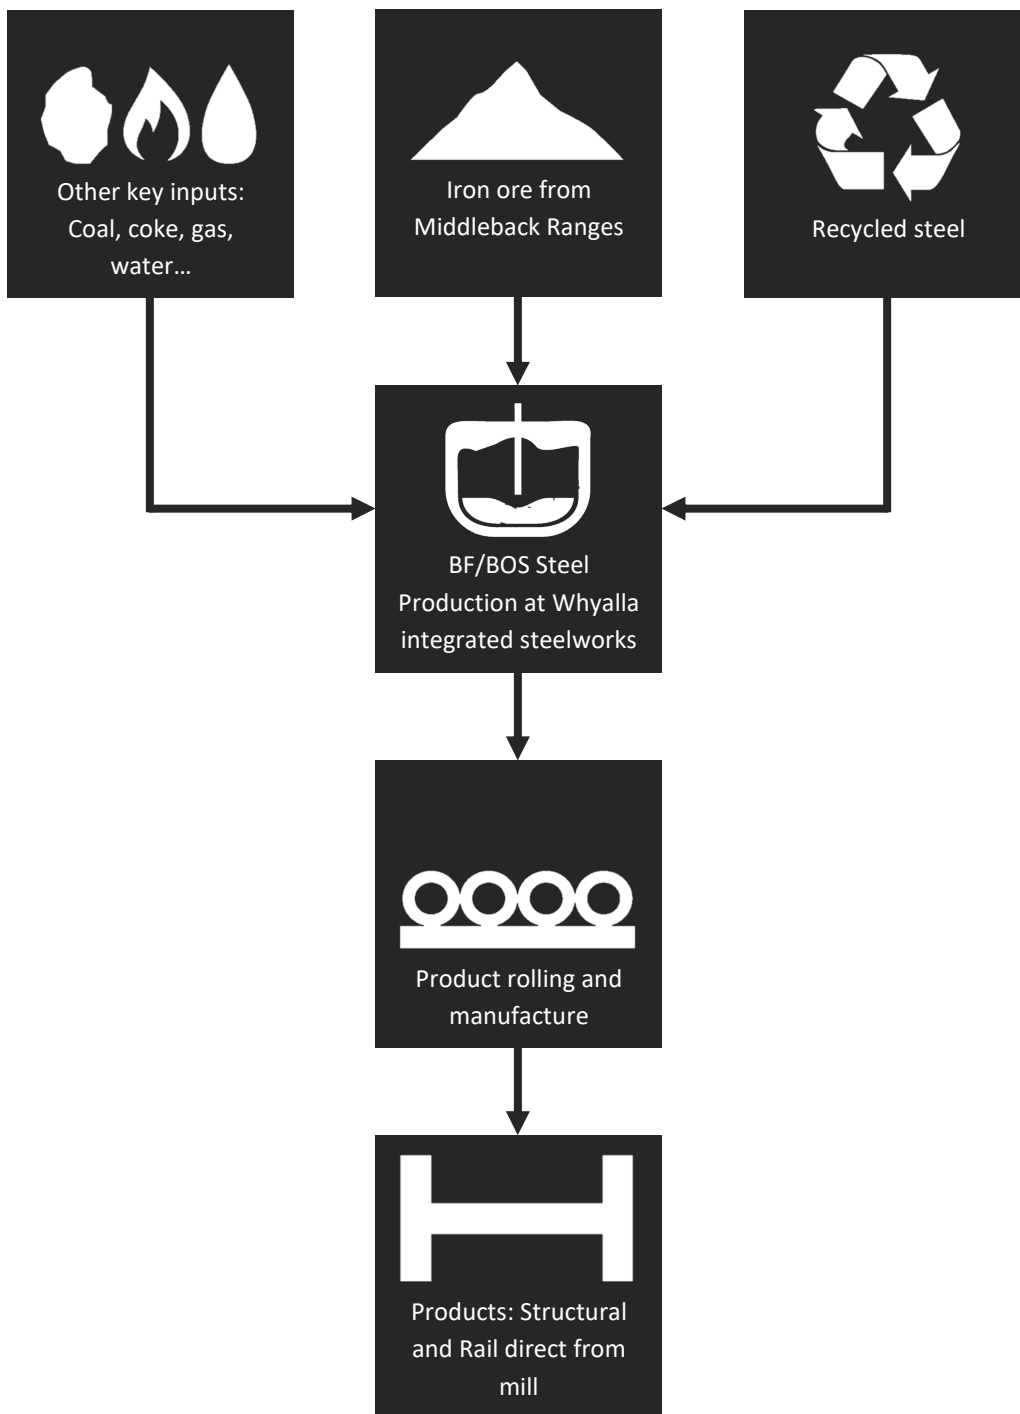 Other key inputs:
Coal, coke, gas,
water…
Iron ore from
Middleback Ranges
Recycled steel
BF/BOS Steel
Production at Whyalla
integrated steelworks
Product rolling and
manufacture
Products: Structural
and Rail direct from
mill